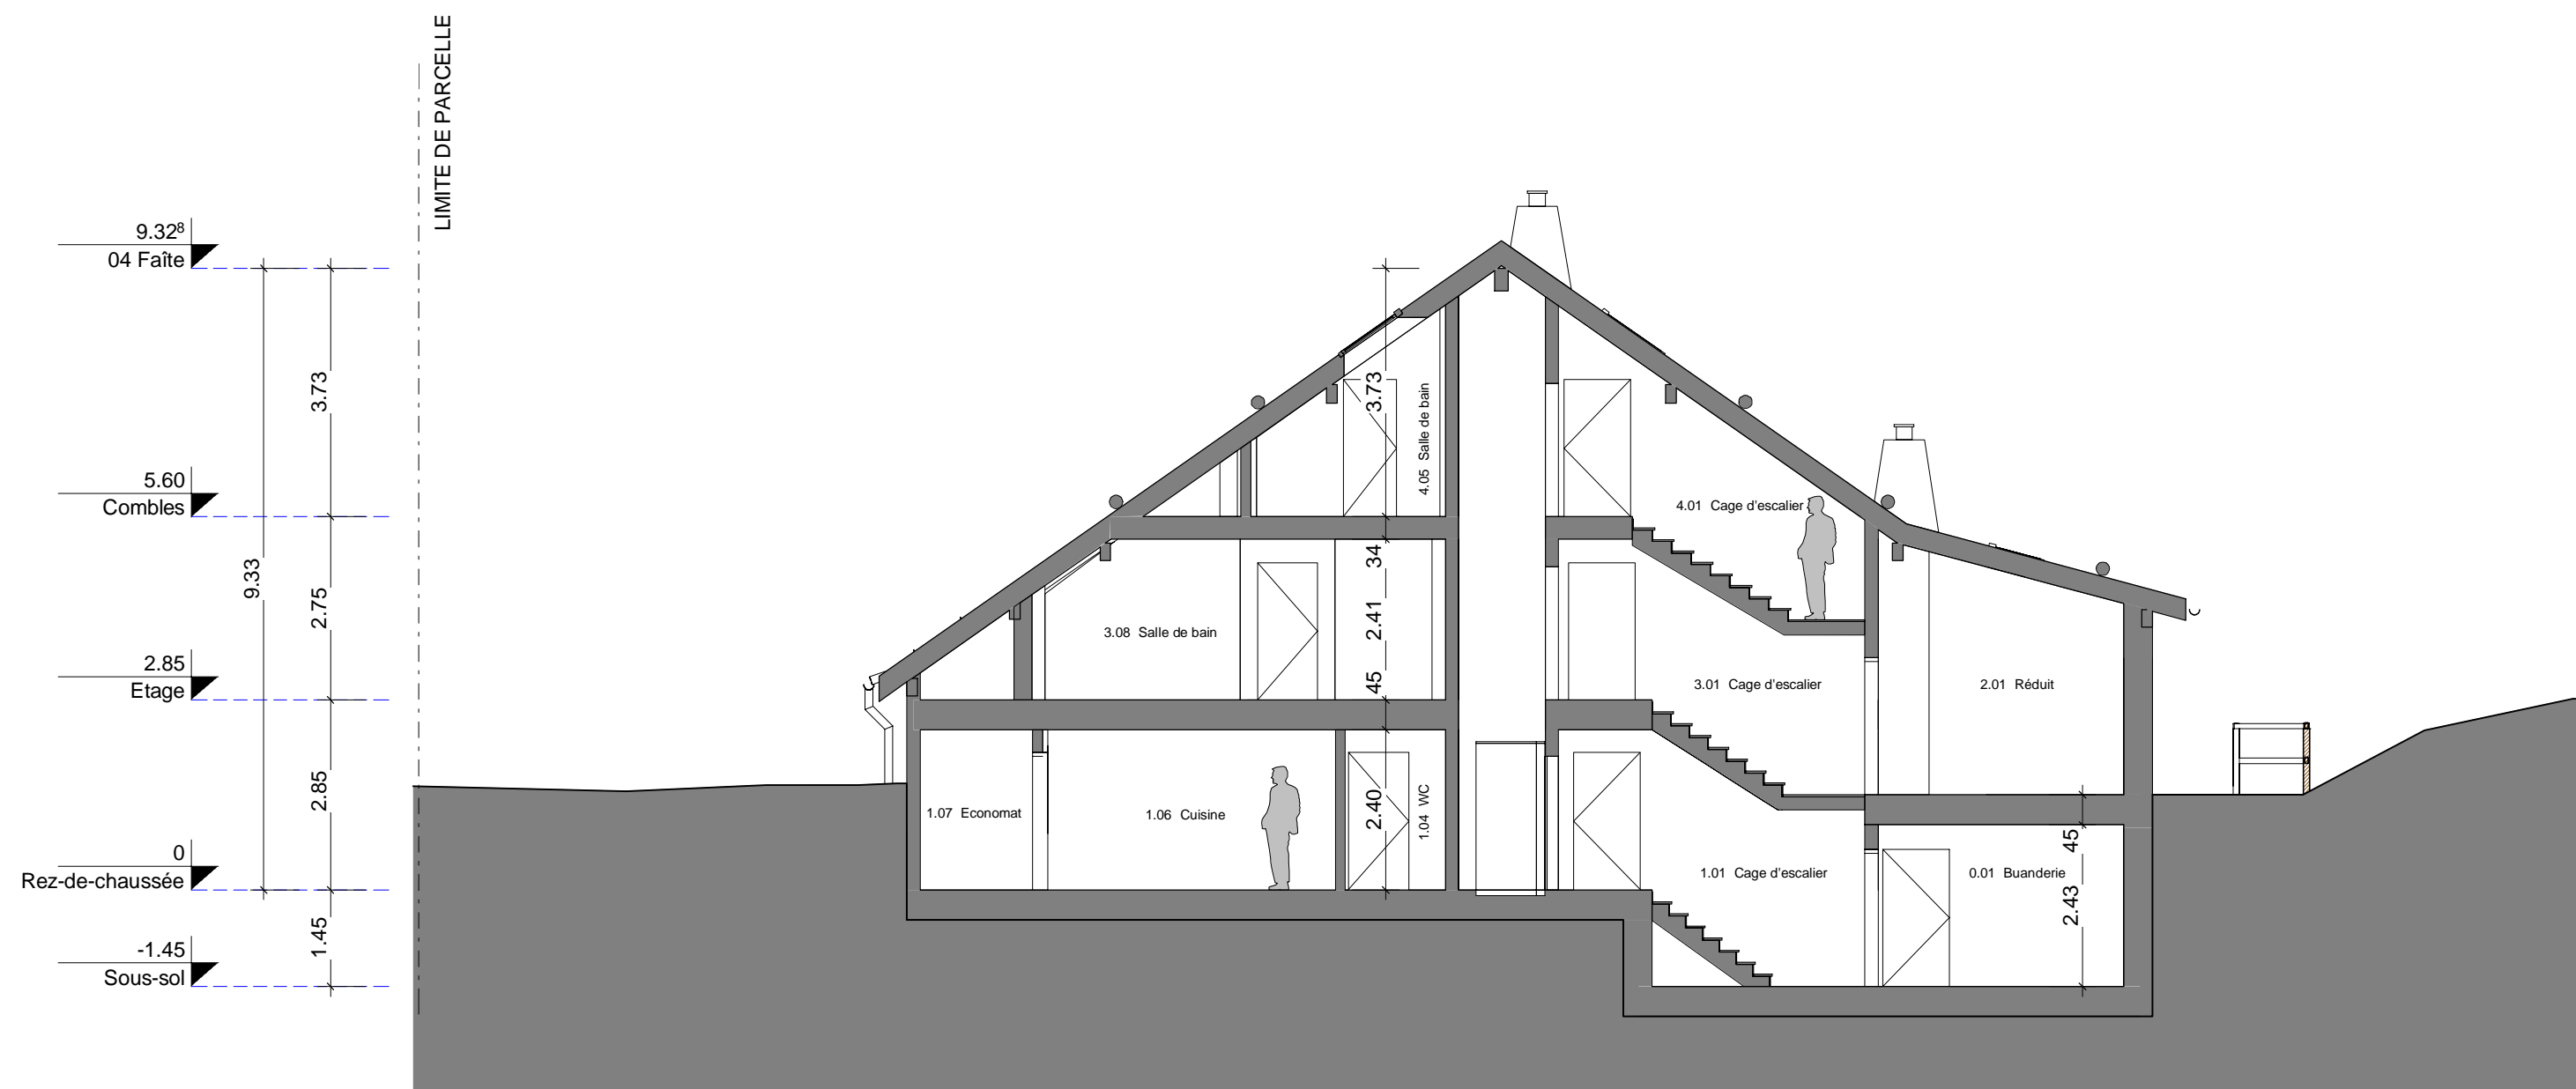 LIMITE DE PARCELLE
9.32⁸
04 Faîte
3.73
3.73
4.05 Salle de bain
5.60
Combles
4.01 Cage d'escalier
9.33
2.75
34
2.41
45
3.08 Salle de bain
2.85
Etage
3.01 Cage d'escalier
2.01 Réduit
2.85
2.40
1.07 Economat
1.06 Cuisine
1.04 WC
0
Rez-de-chaussée
1.01 Cage d'escalier
0.01 Buanderie
45
2.43
1.45
-1.45
Sous-sol